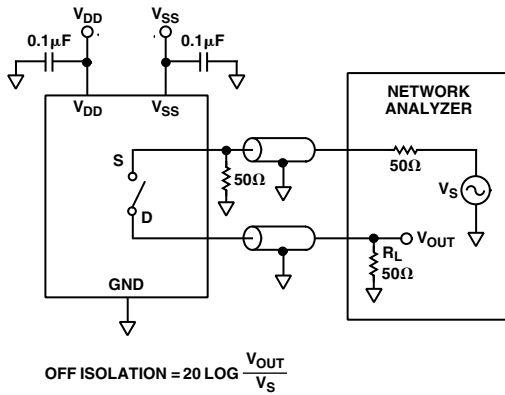 V_DD V_SS
0.1µF 0.1µF
V_DD V_SS
NETWORK
ANALYZER
S
50Ω
50Ω
V_S
D
V_OUT
R_L
50Ω
GND
OFF ISOLATION = 20 LOG V_OUT / V_S